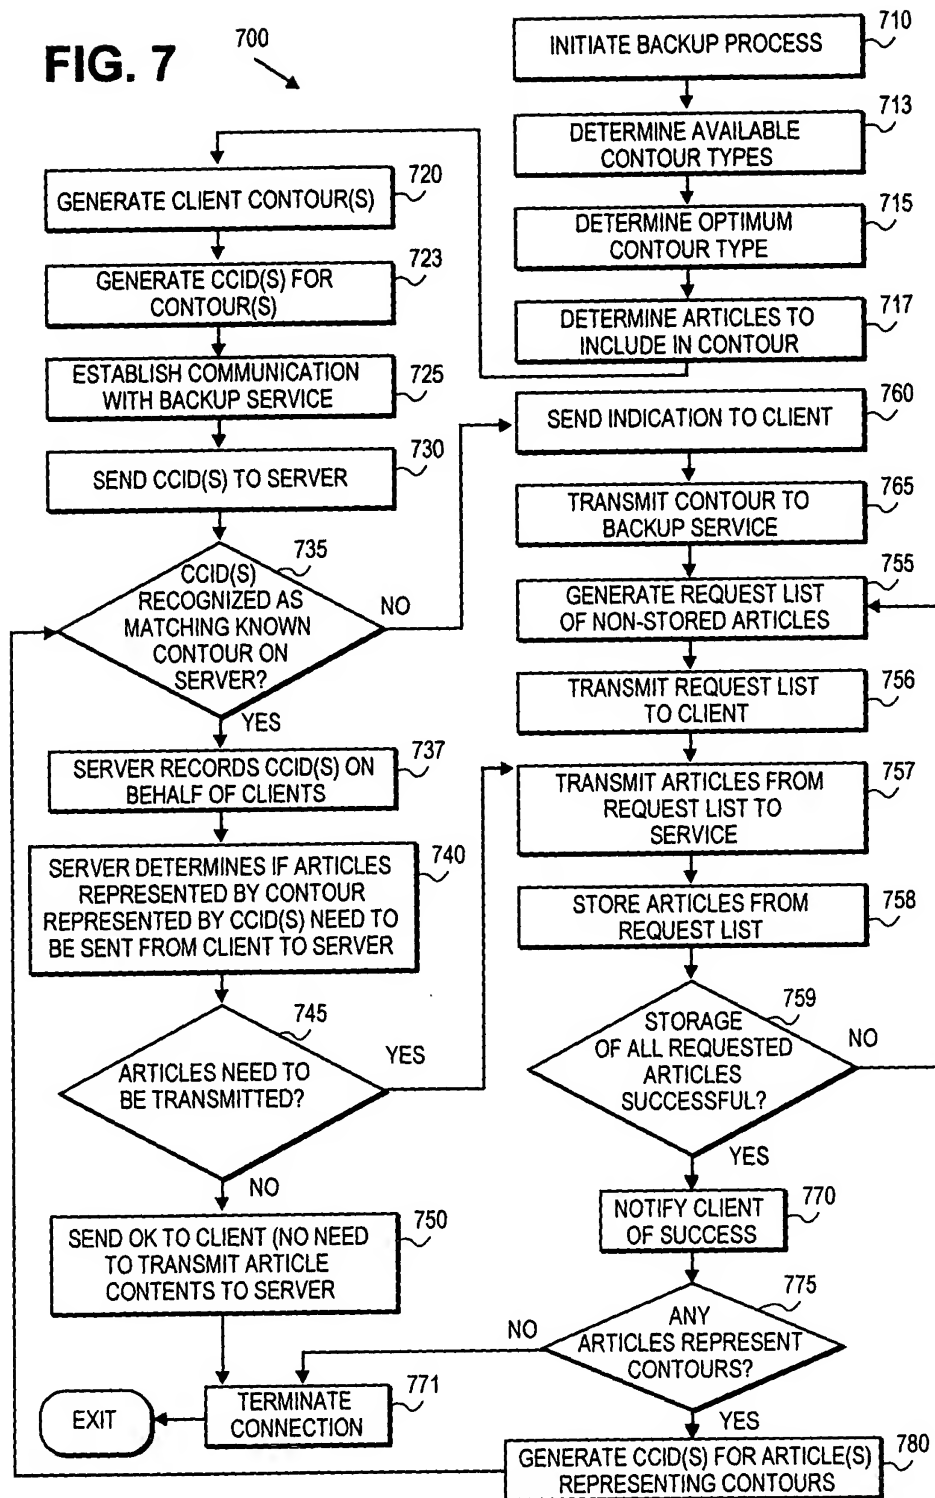 FIG. 7
700
INITIATE BACKUP PROCESS
710
DETERMINE AVAILABLE
CONTOUR TYPES
713
DETERMINE OPTIMUM
CONTOUR TYPE
715
DETERMINE ARTICLES TO
INCLUDE IN CONTOUR
717
GENERATE CLIENT CONTOUR(S)
720
GENERATE CCID(S) FOR
CONTOUR(S)
723
ESTABLISH COMMUNICATION
WITH BACKUP SERVICE
725
SEND CCID(S) TO SERVER
730
CCID(S)
RECOGNIZED AS
MATCHING KNOWN
CONTOUR ON
SERVER?
735
NO
YES
SERVER RECORDS CCID(S) ON
BEHALF OF CLIENTS
737
SERVER DETERMINES IF ARTICLES
REPRESENTED BY CONTOUR
REPRESENTED BY CCID(S) NEED TO
BE SENT FROM CLIENT TO SERVER
740
ARTICLES NEED TO
BE TRANSMITTED?
745
YES
NO
SEND OK TO CLIENT (NO NEED
TO TRANSMIT ARTICLE
CONTENTS TO SERVER
750
SEND INDICATION TO CLIENT
760
TRANSMIT CONTOUR TO
BACKUP SERVICE
765
GENERATE REQUEST LIST
OF NON-STORED ARTICLES
755
TRANSMIT REQUEST LIST
TO CLIENT
756
TRANSMIT ARTICLES FROM
REQUEST LIST TO
SERVICE
757
STORE ARTICLES FROM
REQUEST LIST
758
STORAGE
OF ALL REQUESTED
ARTICLES
SUCCESSFUL?
759
NO
YES
NOTIFY CLIENT
OF SUCCESS
770
ANY
ARTICLES REPRESENT
CONTOURS?
775
NO
YES
TERMINATE
CONNECTION
771
EXIT
GENERATE CCID(S) FOR ARTICLE(S)
REPRESENTING CONTOURS
780